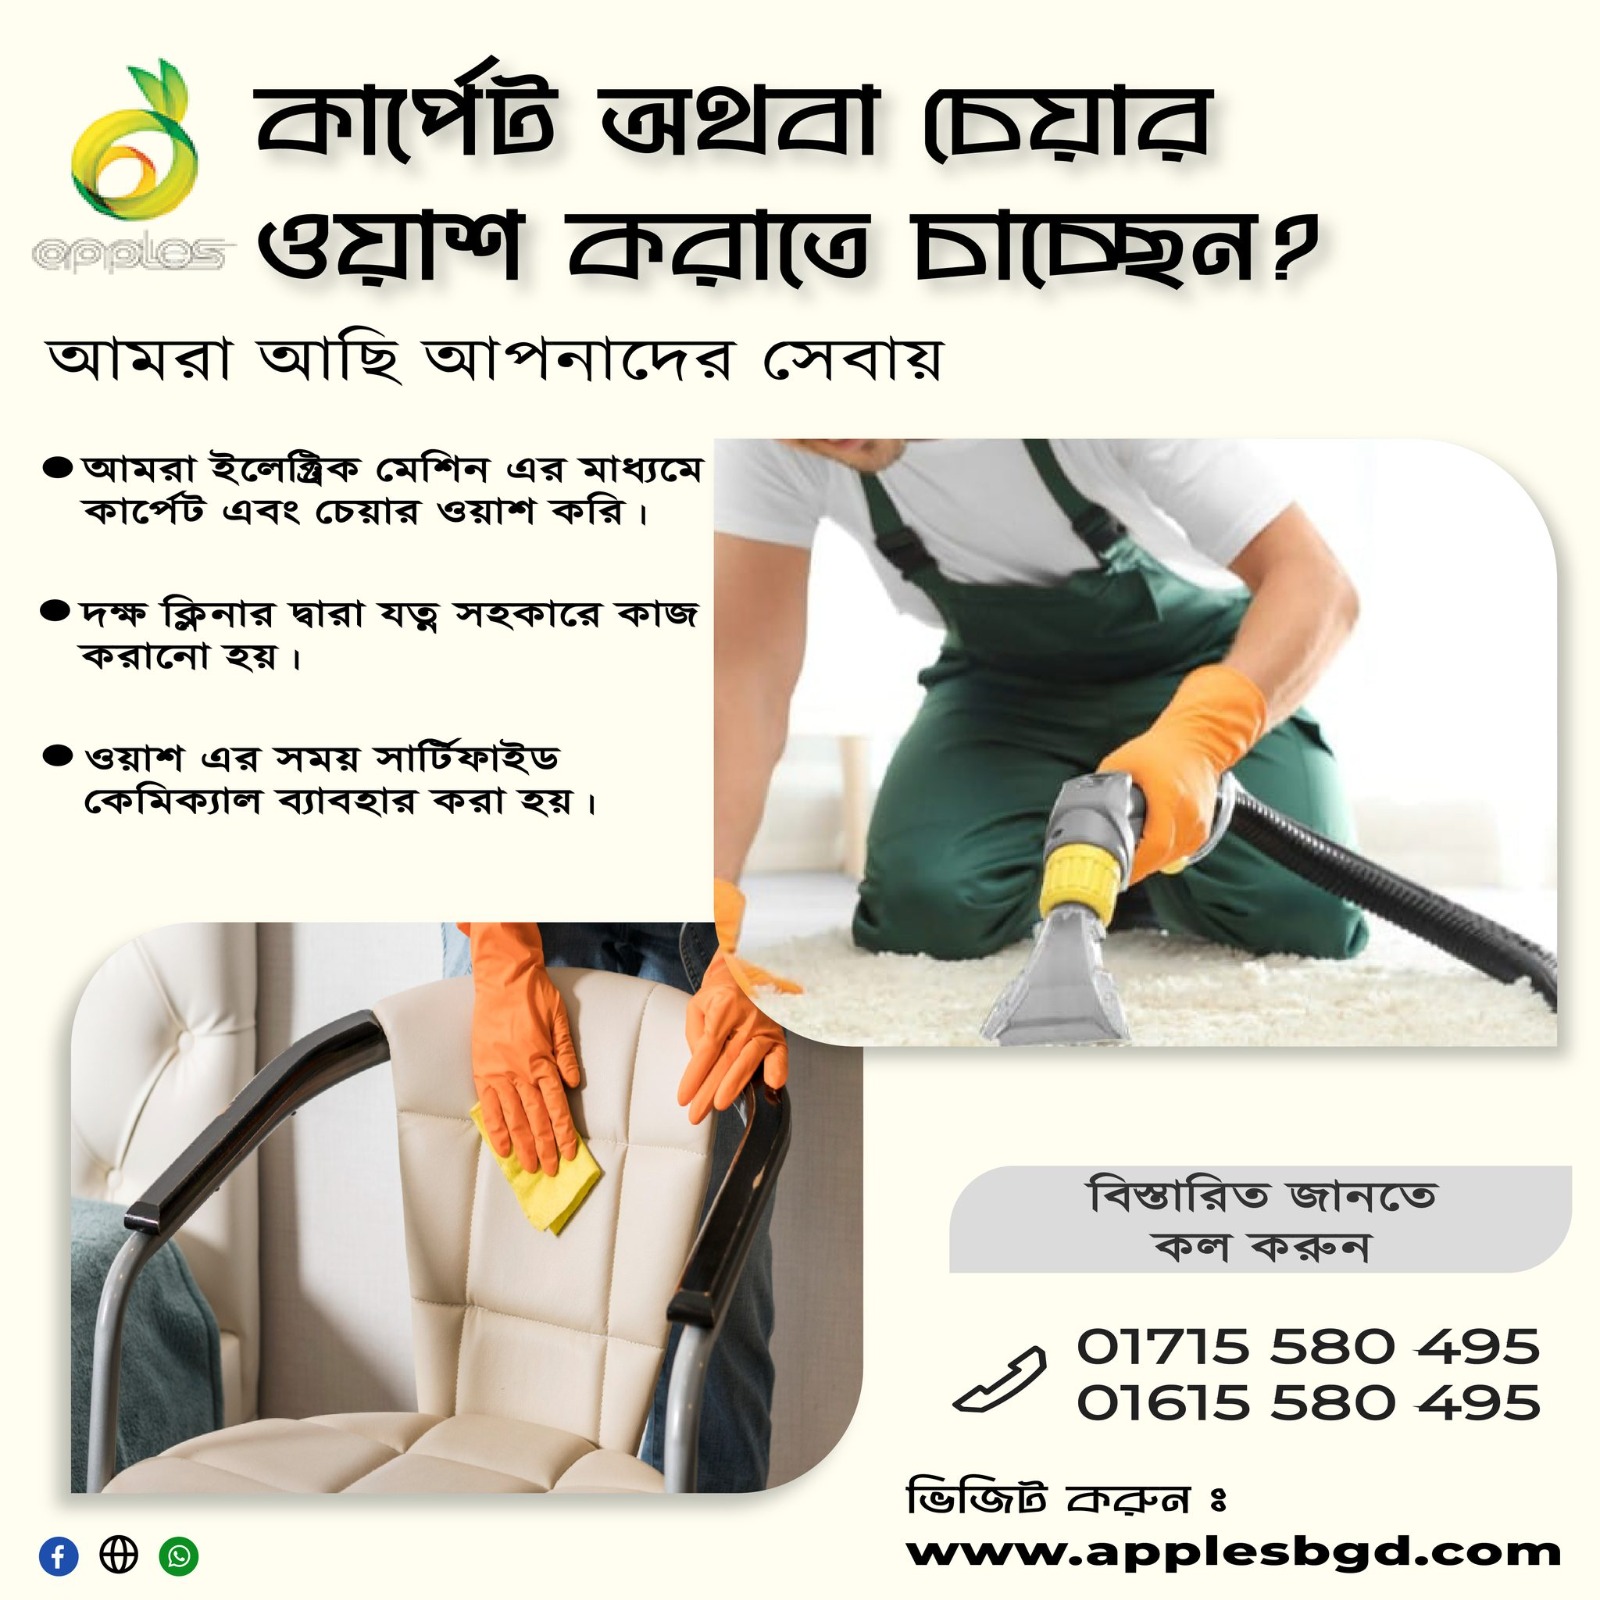 apples
কার্পেট অথবা চেয়ার
ওয়াশ করাতে চাচ্ছেন?
আমরা আছি আপনাদের সেবায়
● আমরা ইলেক্ট্রিক মেশিন এর মাধ্যমে
কার্পেট এবং চেয়ার ওয়াশ করি।
● দক্ষ ক্লিনার দ্বারা যত্ন সহকারে কাজ
করানো হয়।
● ওয়াশ এর সময় সার্টিফাইড
কেমিক্যাল ব্যাবহার করা হয়।
বিস্তারিত জানতে
কল করুন
01715 580 495
01615 580 495
ভিজিট করুন ঃ
www.applesbgd.com